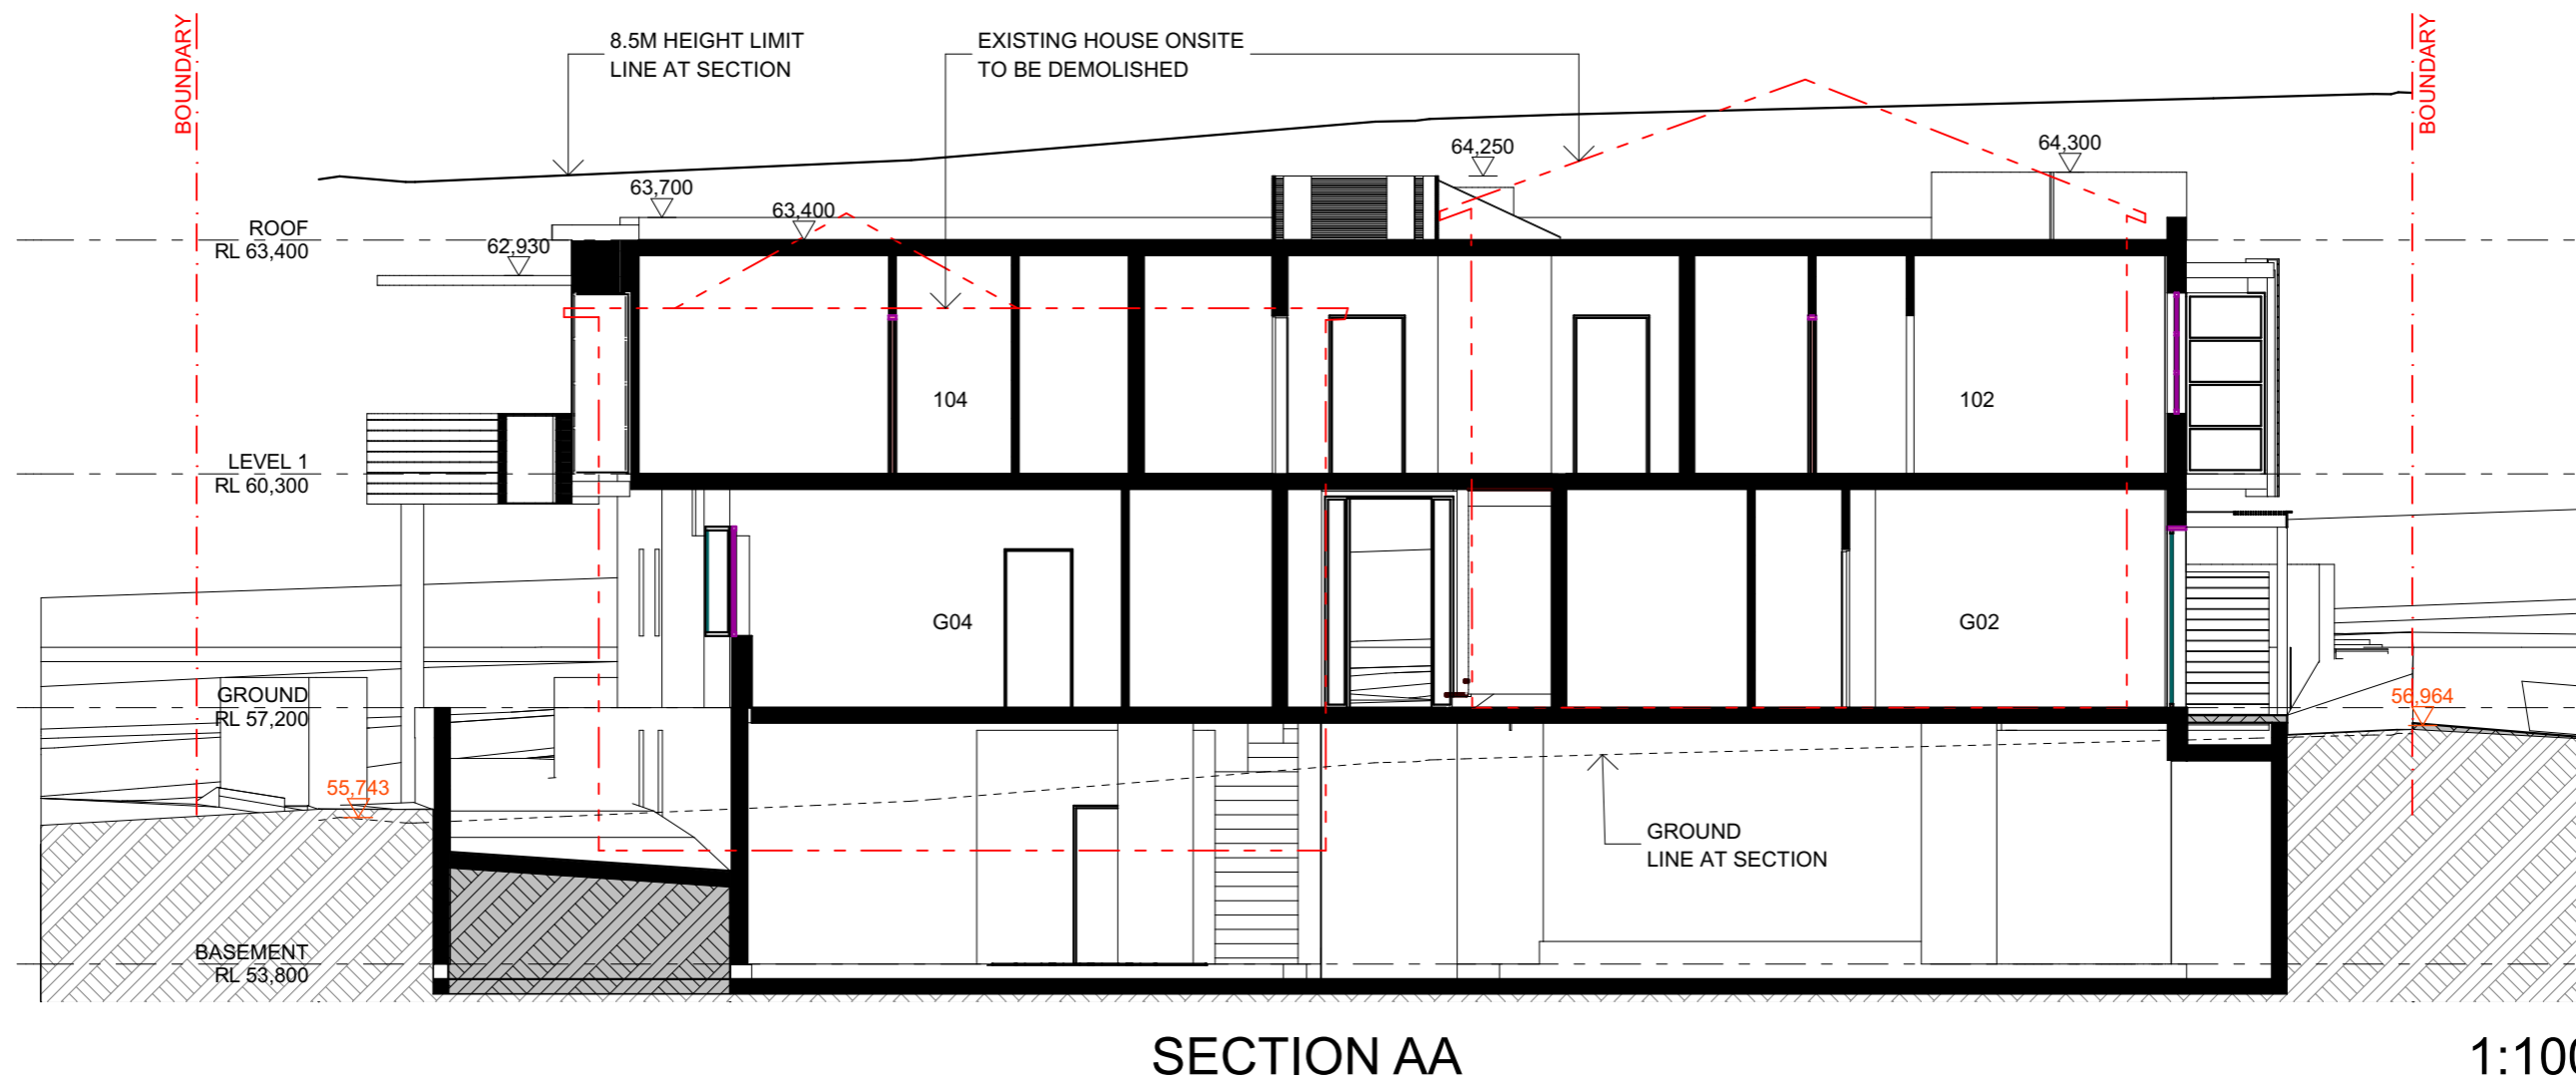 BOUNDARY
8.5M HEIGHT LIMIT
LINE AT SECTION
EXISTING HOUSE ONSITE
TO BE DEMOLISHED
BOUNDARY
64,250
64,300
63,700
63,400
ROOF
RL 63,400
62,930
104
102
LEVEL 1
RL 60,300
G04
G02
GROUND
RL 57,200
56,964
55,743
GROUND
LINE AT SECTION
BASEMENT
RL 53,800
SECTION AA
1:100